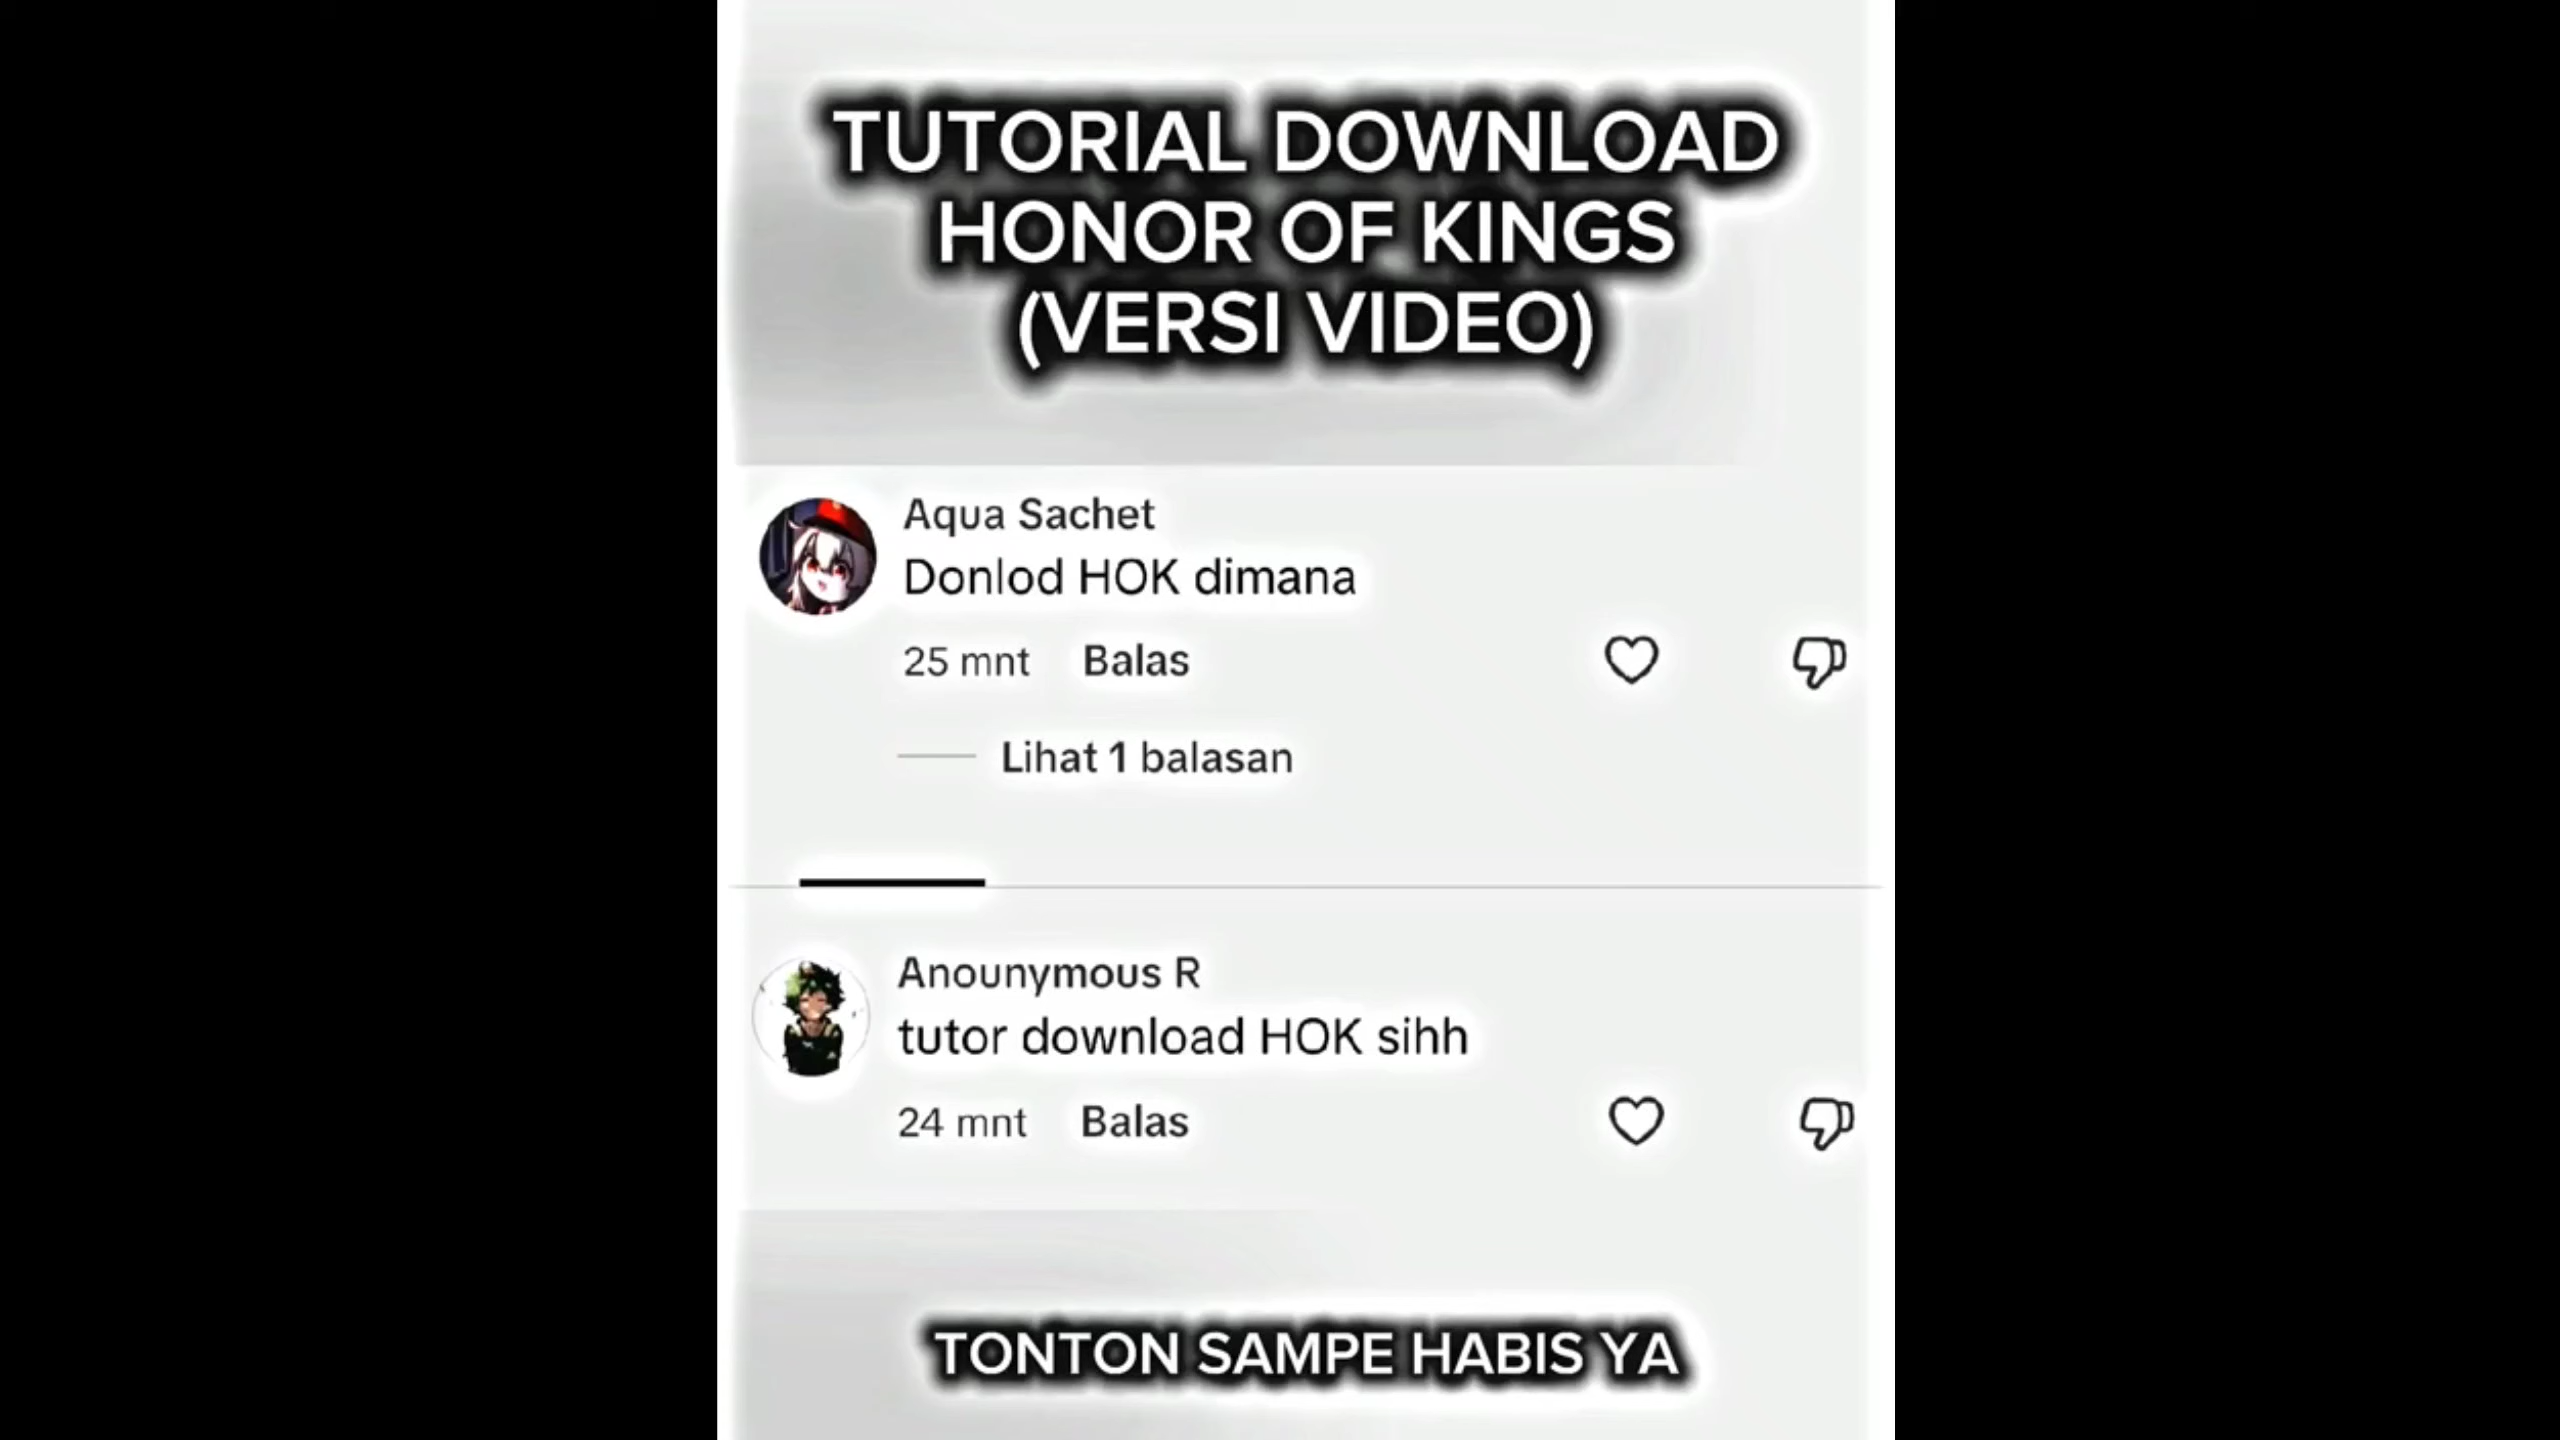 TUTORIAL DOWNLOAD
HONOR OF KINGS
(VERSI VIDEO)
Aqua Sachet
Donlod HOK dimana
25 mnt Balas
Lihat 1 balasan
Anounymous R
tutor download HOK sihh
24 mnt Balas
TONTON SAMPE HABIS YA